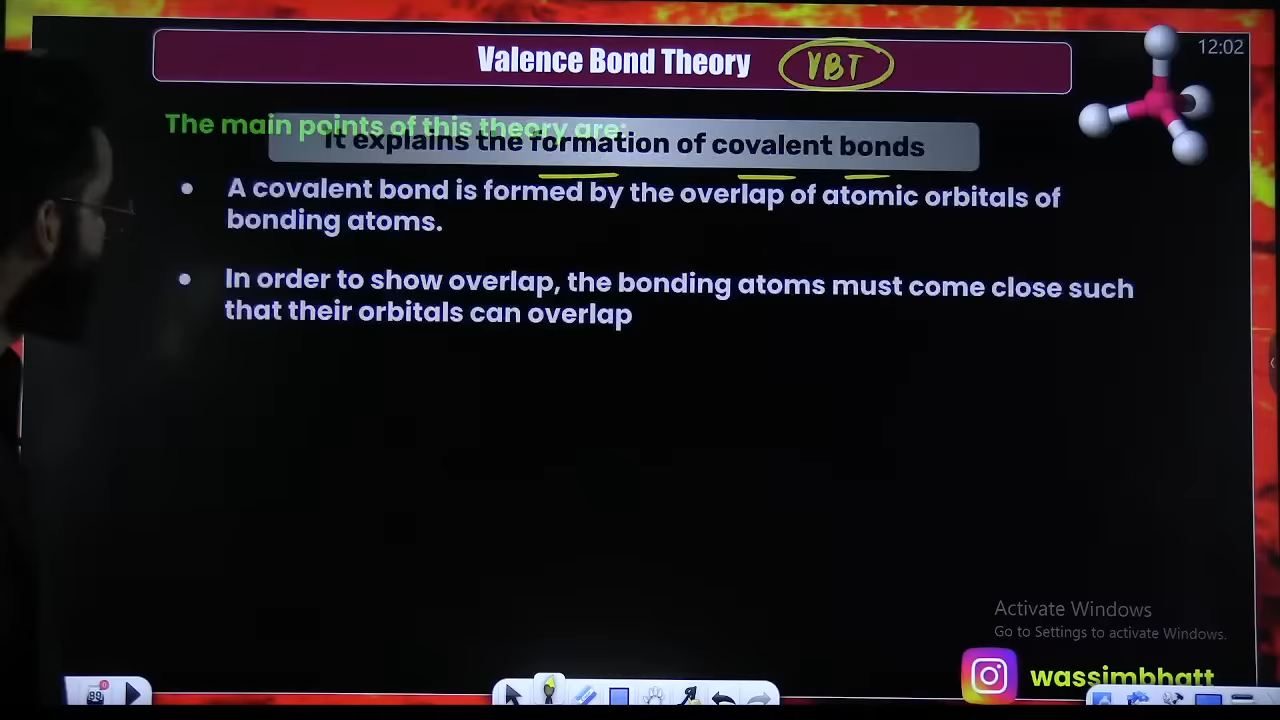 Valence Bond Theory VBT
12:02
The main points of this theory are:
It explains the formation of covalent bonds
• A covalent bond is formed by the overlap of atomic orbitals of
bonding atoms.
• In order to show overlap, the bonding atoms must come close such
that their orbitals can overlap
Activate Windows
Go to Settings to activate Windows.
wassimbhatt
99
0